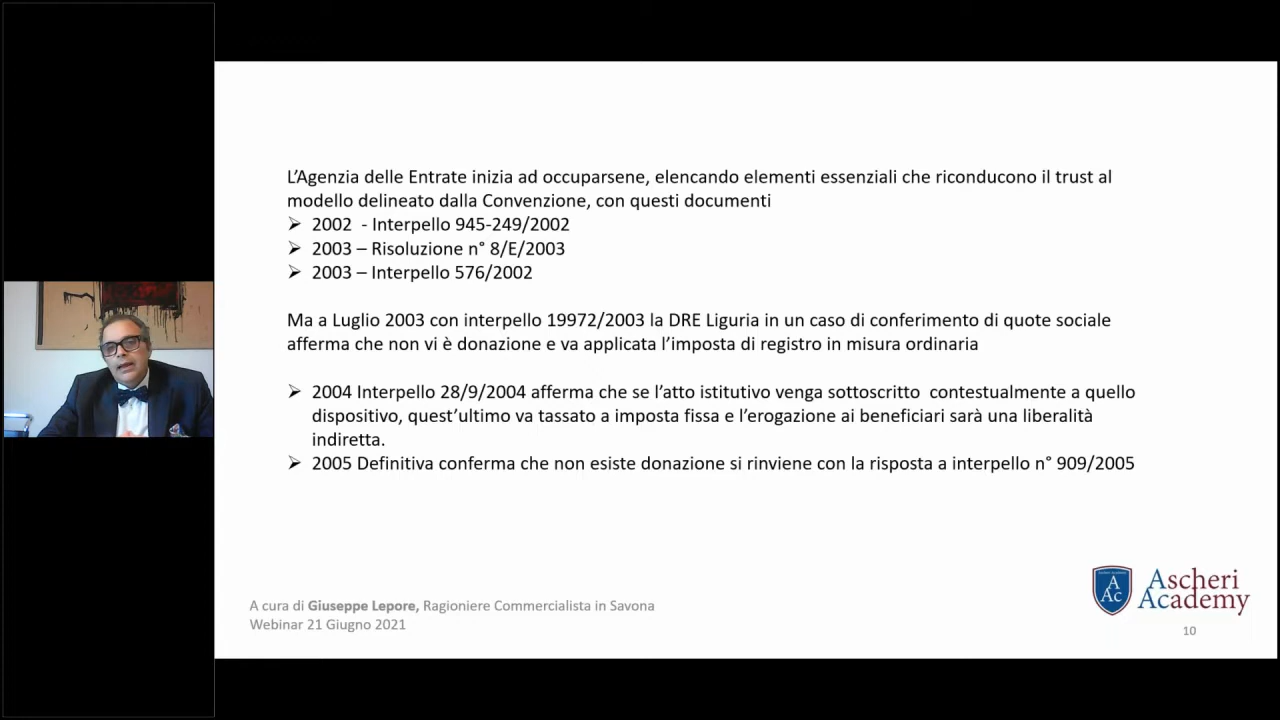 L'Agenzia delle Entrate inizia ad occuparsene, elencando elementi essenziali che riconducono il trust al
modello delineato dalla Convenzione, con questi documenti
➢ 2002  - Interpello 945-249/2002
➢ 2003 – Risoluzione n° 8/E/2003
➢ 2003 – Interpello 576/2002
Ma a Luglio 2003 con interpello 19972/2003 la DRE Liguria in un caso di conferimento di quote sociale
afferma che non vi è donazione e va applicata l'imposta di registro in misura ordinaria
➢ 2004 Interpello 28/9/2004 afferma che se l'atto istitutivo venga sottoscritto  contestualmente a quello
dispositivo, quest'ultimo va tassato a imposta fissa e l'erogazione ai beneficiari sarà una liberalità
indiretta.
➢ 2005 Definitiva conferma che non esiste donazione si rinviene con la risposta a interpello n° 909/2005
A cura di Giuseppe Lepore, Ragioniere Commercialista in Savona
Webinar 21 Giugno 2021
Ascheri Academy
A
Ac
Ascheri
Academy
10